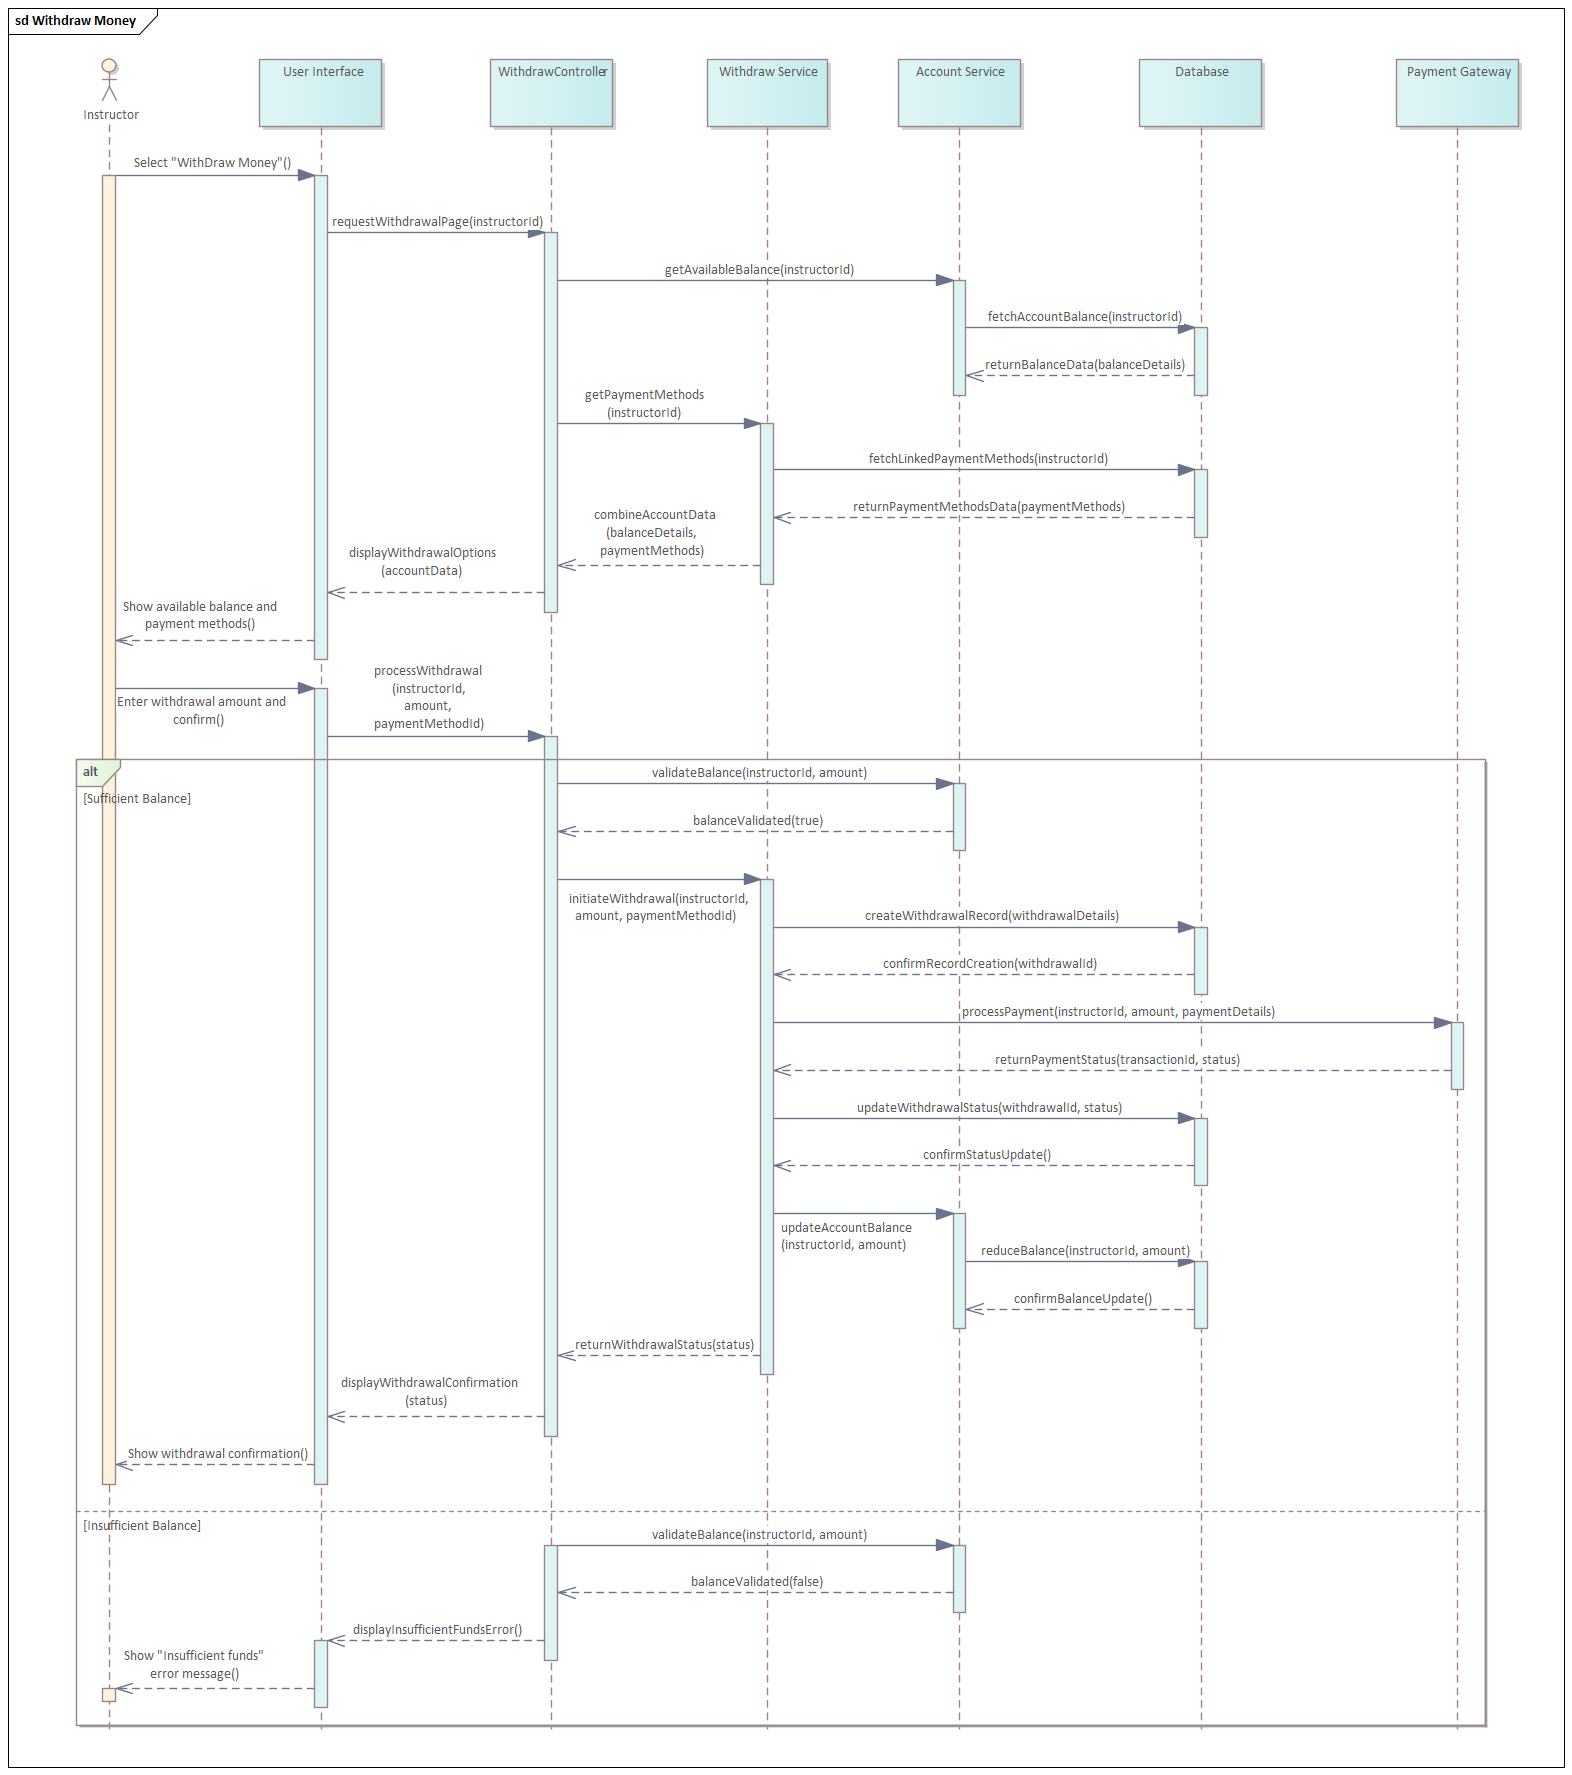 sd Withdraw Money
Instructor
User Interface
WithdrawController
Withdraw Service
Account Service
Database
Payment Gateway
Select "WithDraw Money"()
requestWithdrawalPage(instructorId)
getAvailableBalance(instructorId)
fetchAccountBalance(instructorId)
returnBalanceData(balanceDetails)
getPaymentMethods
(instructorId)
fetchLinkedPaymentMethods(instructorId)
returnPaymentMethodsData(paymentMethods)
combineAccountData
(balanceDetails,
paymentMethods)
displayWithdrawalOptions
(accountData)
Show available balance and
payment methods()
Enter withdrawal amount and
confirm()
processWithdrawal
(instructorId,
amount,
paymentMethodId)
alt
[Sufficient Balance]
validateBalance(instructorId, amount)
balanceValidated(true)
initiateWithdrawal(instructorId,
amount, paymentMethodId)
createWithdrawalRecord(withdrawalDetails)
confirmRecordCreation(withdrawalId)
processPayment(instructorId, amount, paymentDetails)
returnPaymentStatus(transactionId, status)
updateWithdrawalStatus(withdrawalId, status)
confirmStatusUpdate()
updateAccountBalance
(instructorId, amount)
reduceBalance(instructorId, amount)
confirmBalanceUpdate()
returnWithdrawalStatus(status)
displayWithdrawalConfirmation
(status)
Show withdrawal confirmation()
[Insufficient Balance]
validateBalance(instructorId, amount)
balanceValidated(false)
displayInsufficientFundsError()
Show "Insufficient funds"
error message()